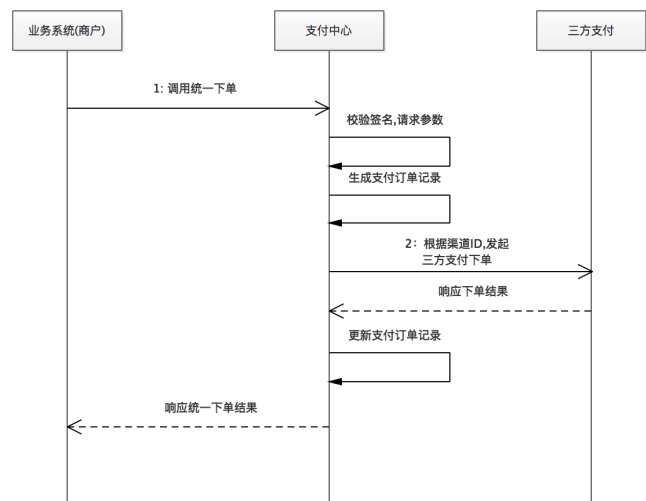 业务系统(商户)
支付中心
三方支付
1: 调用统一下单
校验签名,请求参数
生成支付订单记录
2: 根据渠道ID,发起
三方支付下单
响应下单结果
更新支付订单记录
响应统一下单结果